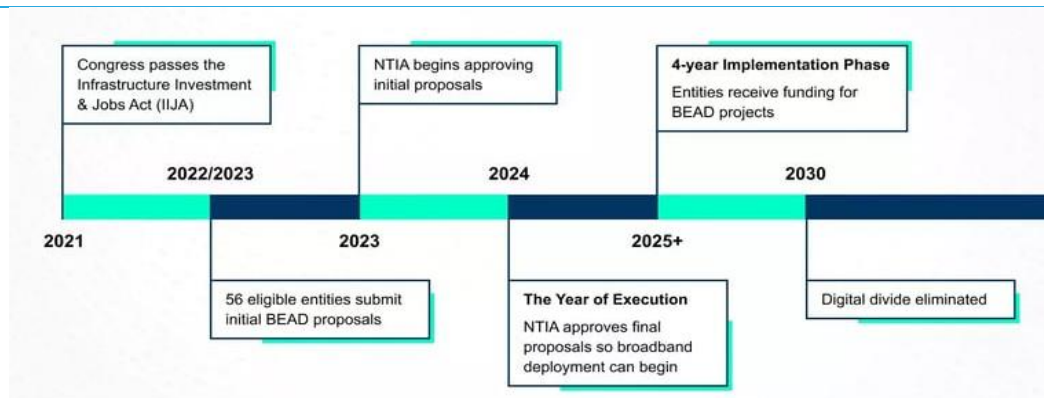 Congress passes the
Infrastructure Investment
& Jobs Act (IIJA)
NTIA begins approving
initial proposals
4-year Implementation Phase
Entities receive funding for
BEAD projects
2022/2023
2024
2030
2021
2023
2025+
56 eligible entities submit
initial BEAD proposals
The Year of Execution
NTIA approves final
proposals so broadband
deployment can begin
Digital divide eliminated